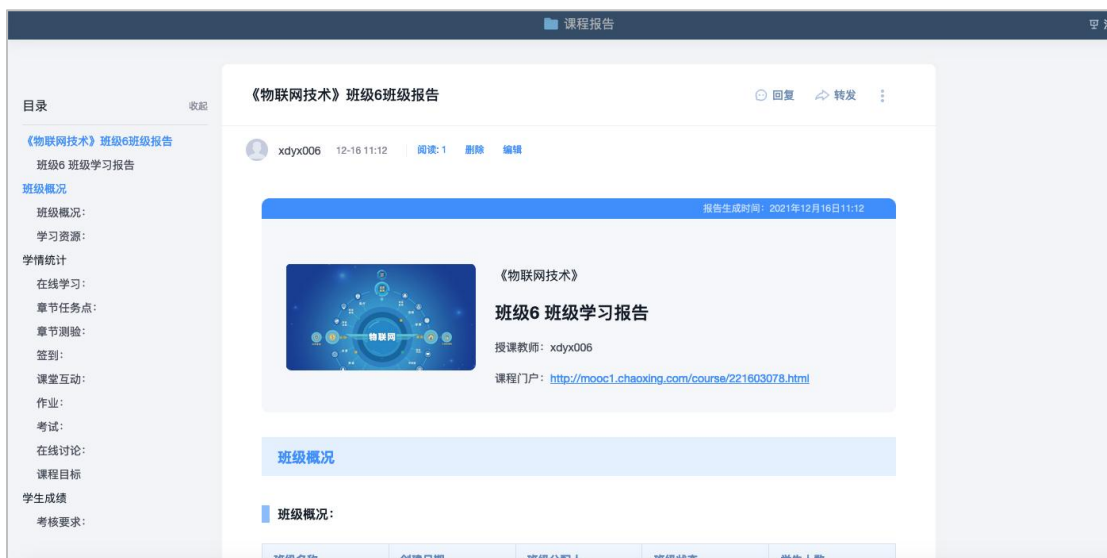 课程报告
目录 收起
《物联网技术》班级6班级报告
班级6 班级学习报告
班级概况
班级概况：
学习资源：
学情统计
在线学习：
章节任务点：
章节测验：
签到：
课堂互动：
作业：
考试：
在线讨论：
课程目标
学生成绩
考核要求：
《物联网技术》班级6班级报告 回复 转发
xdyx006 12-16 11:12 阅读: 1 删除 编辑
报告生成时间：2021年12月16日11:12
物联网
《物联网技术》
班级6 班级学习报告
授课教师：xdyx006
课程门户：http://mooc1.chaoxing.com/course/221603078.html
班级概况
班级概况：